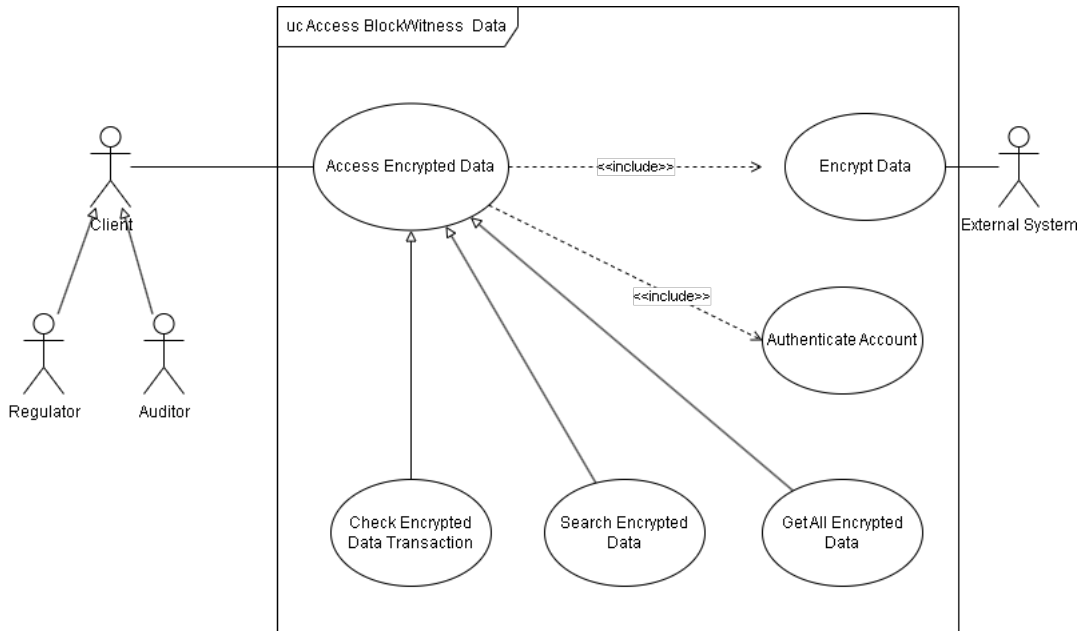 uc Access BlockWitness Data
Access Encrypted Data
<<include>>
Encrypt Data
Client
External System
<<include>>
Authenticate Account
Regulator
Auditor
Check Encrypted
Data Transaction
Search Encrypted
Data
Get All Encrypted
Data